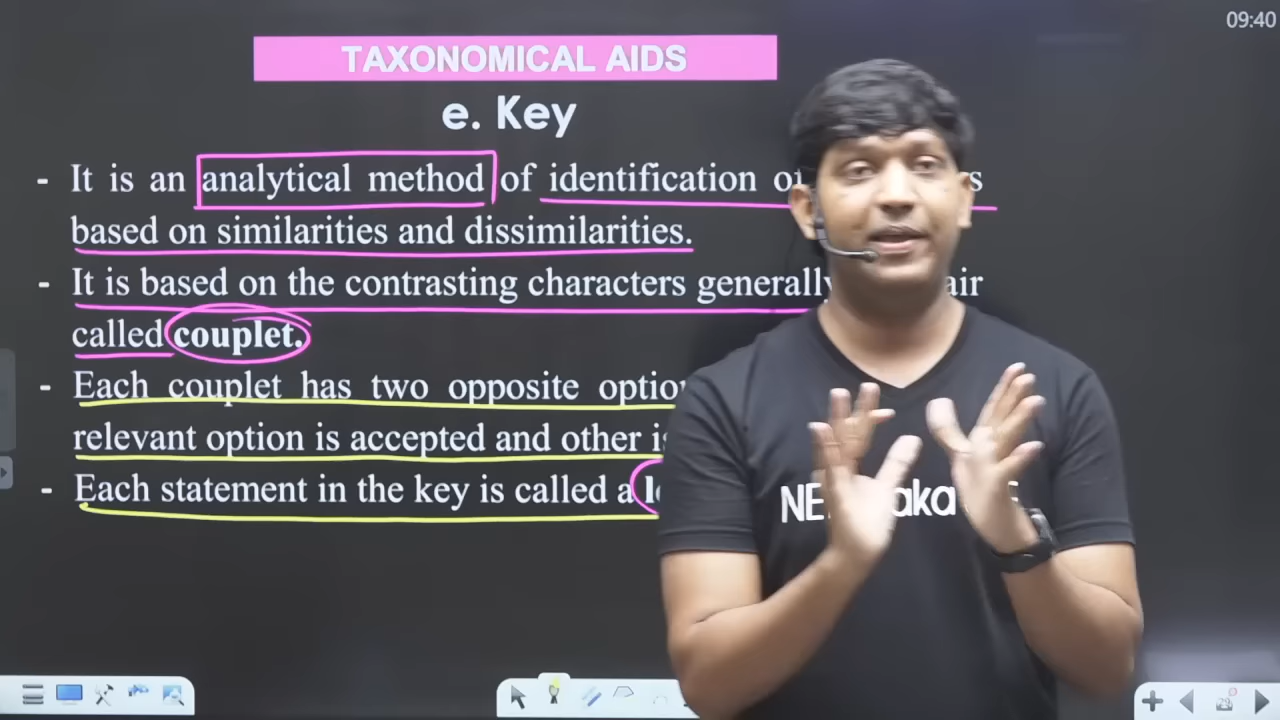 09:40
TAXONOMICAL AIDS
e. Key
- It is an analytical method of identification
based on similarities and dissimilarities.
- It is based on the contrasting characters generally
called couplet.
- Each couplet has two opposite
relevant option is accepted and other
- Each statement in the key is called a